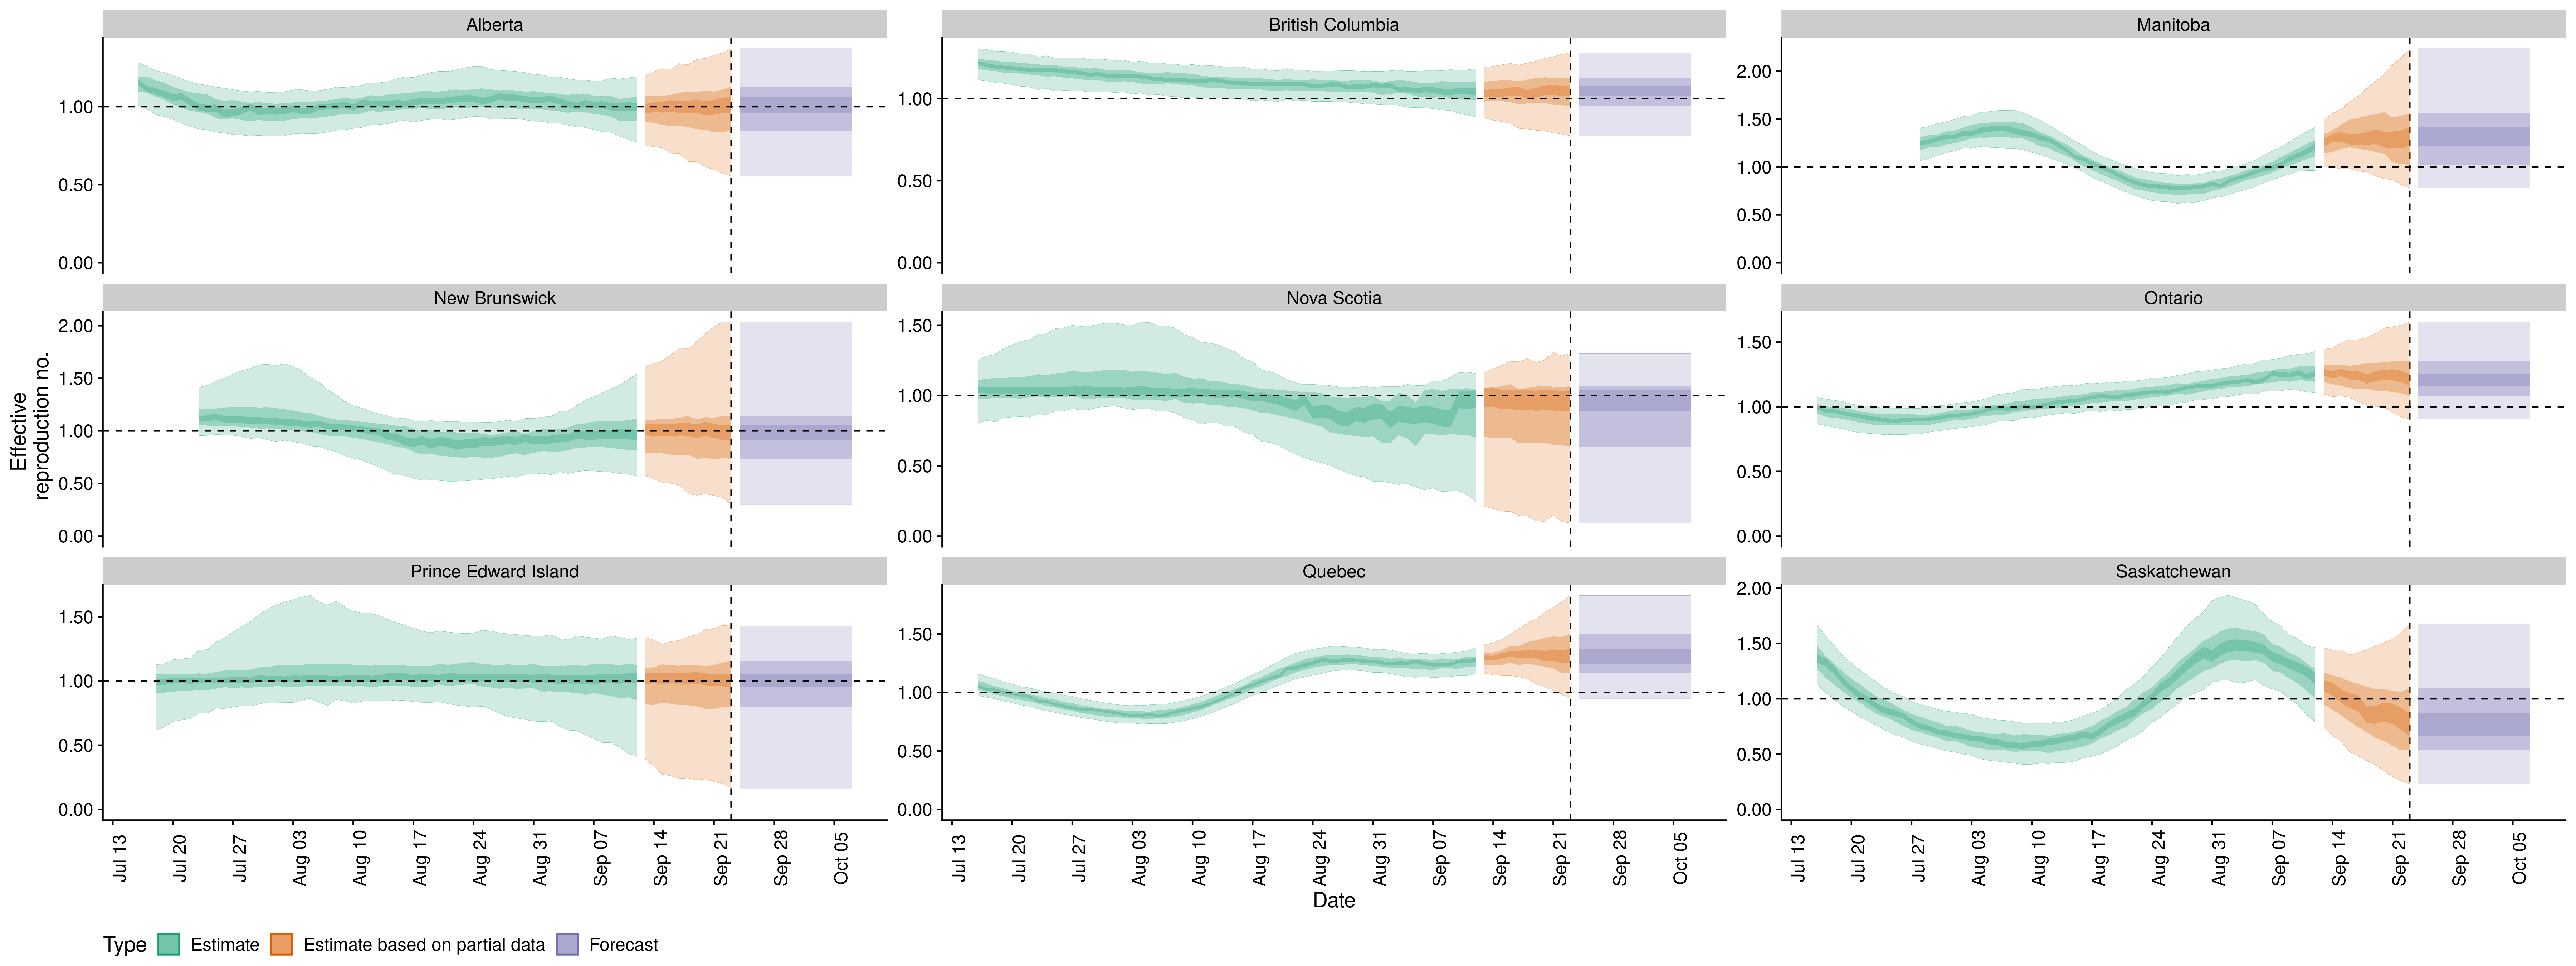 Alberta
British Columbia
Manitoba
1.00
0.50
0.00
1.00
0.50
0.00
2.00
1.50
1.00
0.50
0.00
New Brunswick
Nova Scotia
Ontario
2.00
1.50
1.00
0.50
0.00
1.50
1.00
0.50
0.00
1.50
1.00
0.50
0.00
Effective
reproduction no.
Prince Edward Island
Quebec
Saskatchewan
1.50
1.00
0.50
0.00
1.50
1.00
0.50
0.00
2.00
1.50
1.00
0.50
0.00
Jul 13
Jul 20
Jul 27
Aug 03
Aug 10
Aug 17
Aug 24
Aug 31
Sep 07
Sep 14
Sep 21
Sep 28
Oct 05
Jul 13
Jul 20
Jul 27
Aug 03
Aug 10
Aug 17
Aug 24
Aug 31
Sep 07
Sep 14
Sep 21
Sep 28
Oct 05
Jul 13
Jul 20
Jul 27
Aug 03
Aug 10
Aug 17
Aug 24
Aug 31
Sep 07
Sep 14
Sep 21
Sep 28
Oct 05
Date
Type Estimate Estimate based on partial data Forecast